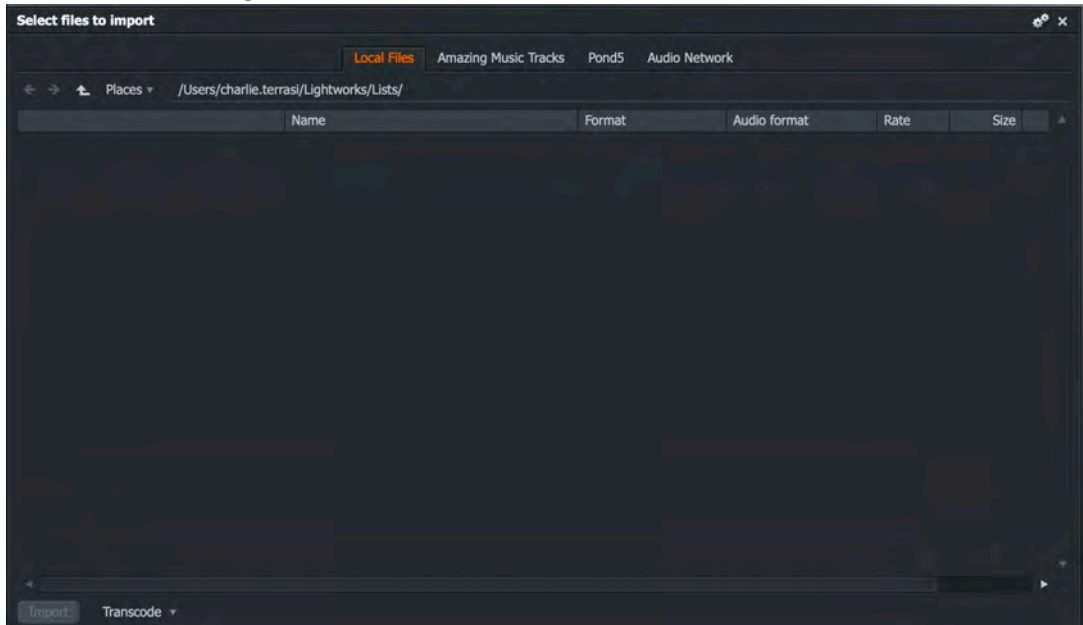 Select files to import
Local Files Amazing Music Tracks Pond5 Audio Network
Places /Users/charlie.terrasi/Lightworks/Lists/
Name Format Audio format Rate Size
Import Transcode